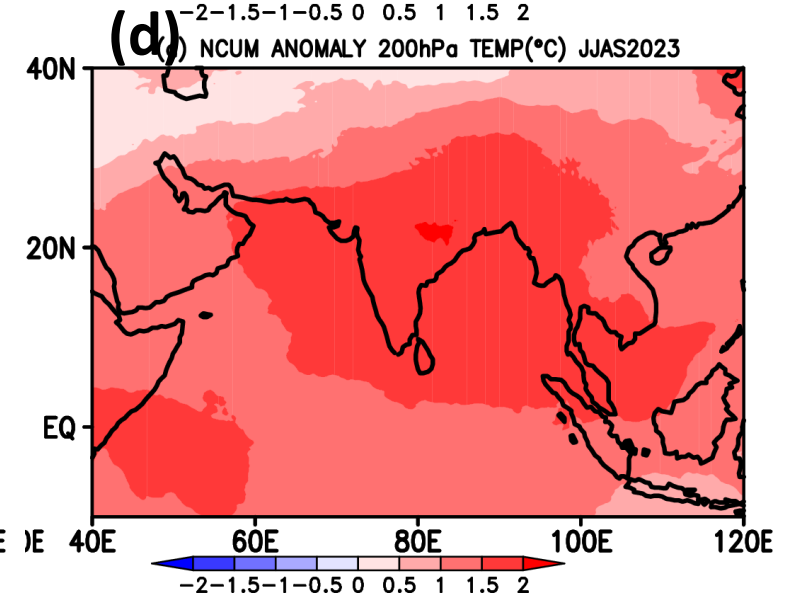 -2-1.5-1-0.5 0 0.5 1 1.5 2
(d) NCUM ANOMALY 200hPa TEMP(°C) JJAS2023
40N
20N
EQ
E 0E 40E 60E 80E 100E 120E
-2-1.5-1-0.5 0 0.5 1 1.5 2